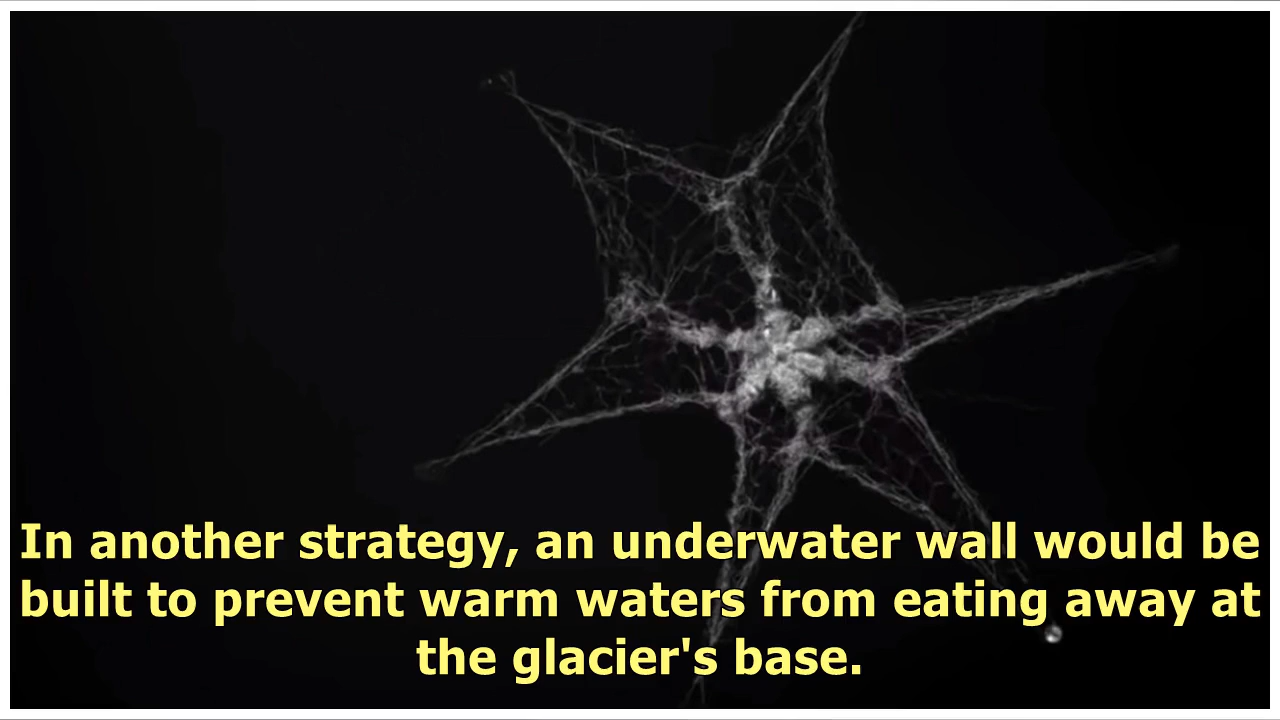 In another strategy, an underwater wall would be
built to prevent warm waters from eating away at
the glacier's base.